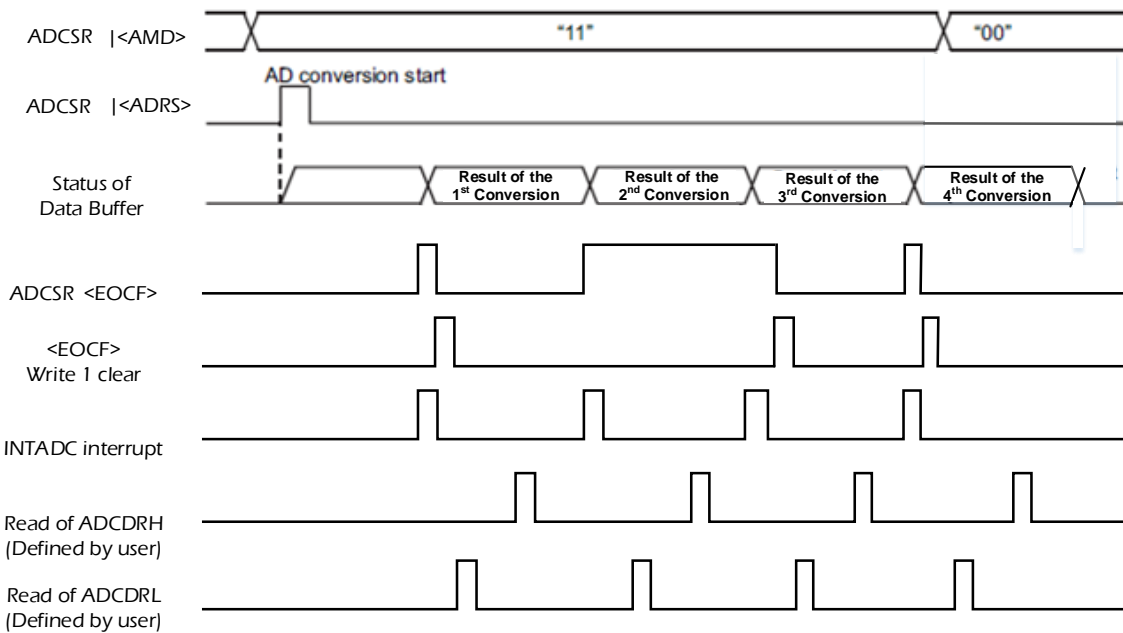 ADCSR |<AMD>
"11"
"00"
AD conversion start
ADCSR |<ADRS>
Status of
Data Buffer
Result of the
1st Conversion
Result of the
2nd Conversion
Result of the
3rd Conversion
Result of the
4th Conversion
ADCSR <EOCF>
<EOCF>
Write 1 clear
INTADC interrupt
Read of ADCDRH
(Defined by user)
Read of ADCDRL
(Defined by user)